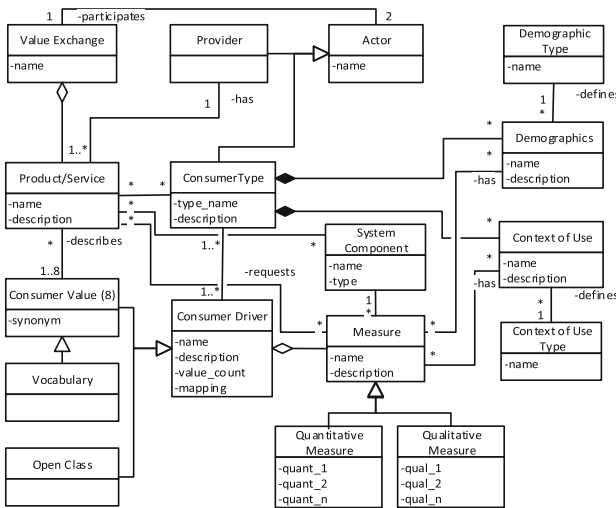 1
-participates
2
Value Exchange
-name
Provider
Actor
-name
Demographic
Type
-name
-defines
1
-has
1
*
1..*
Product/Service
-name
-description
*
*
*
*
ConsumerType
-type_name
-description
*
*
-has
Demographics
-name
-description
System
Component
-name
-type
*
*
*
-has
Context of Use
-name
-description
-defines
*
-describes
1..8
1..*
-requests
1..*
Consumer Value (8)
-synonym
Consumer Driver
-name
-description
-value_count
-mapping
1
*
*
*
*
Measure
-name
-description
*
1
Context of Use
Type
-name
Vocabulary
Open Class
Quantitative
Measure
-quant_1
-quant_2
-quant_n
Qualitative
Measure
-qual_1
-qual_2
-qual_n